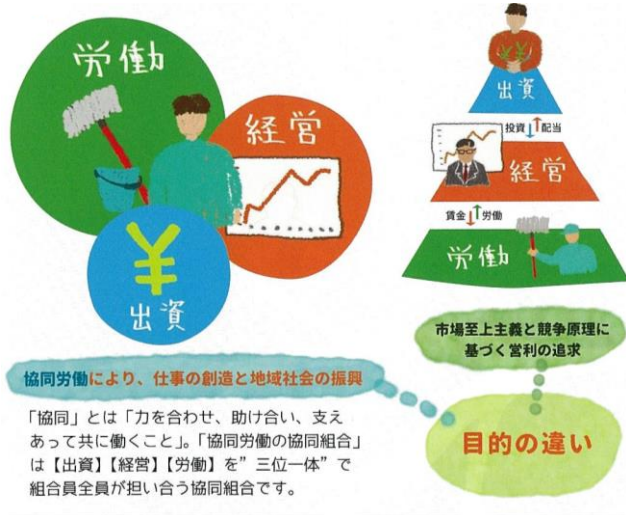 労働
経営
¥
出資
出資
投資 配当
経営
賃金 労働
労働
市場至上主義と競争原理に
基づく営利の追求
協同労働により、仕事の創造と地域社会の振興
目的の違い
「協同」とは「力を合わせ、助け合い、支え
あって共に働くこと」。「協同労働の協同組合」
は【出資】【経営】【労働】を”三位一体”で
組合員全員が担い合う協同組合です。